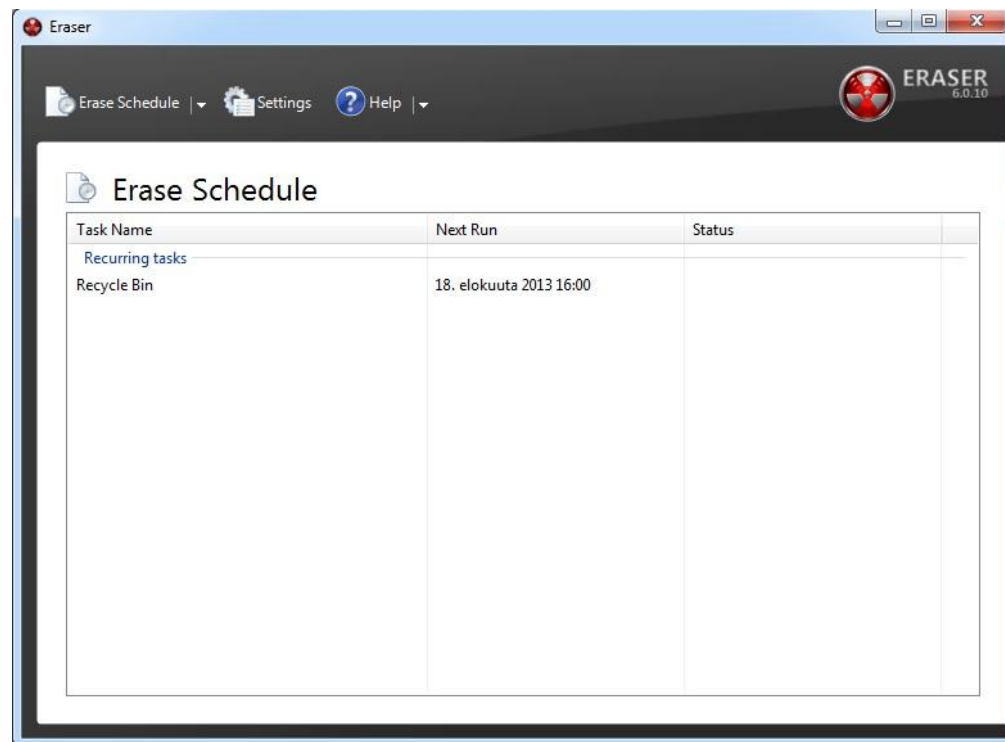 Eraser
Erase Schedule Settings ? Help
ERASER
6.0.10
Erase Schedule
Task Name Next Run Status
Recurring tasks
Recycle Bin 18. elokuuta 2013 16:00